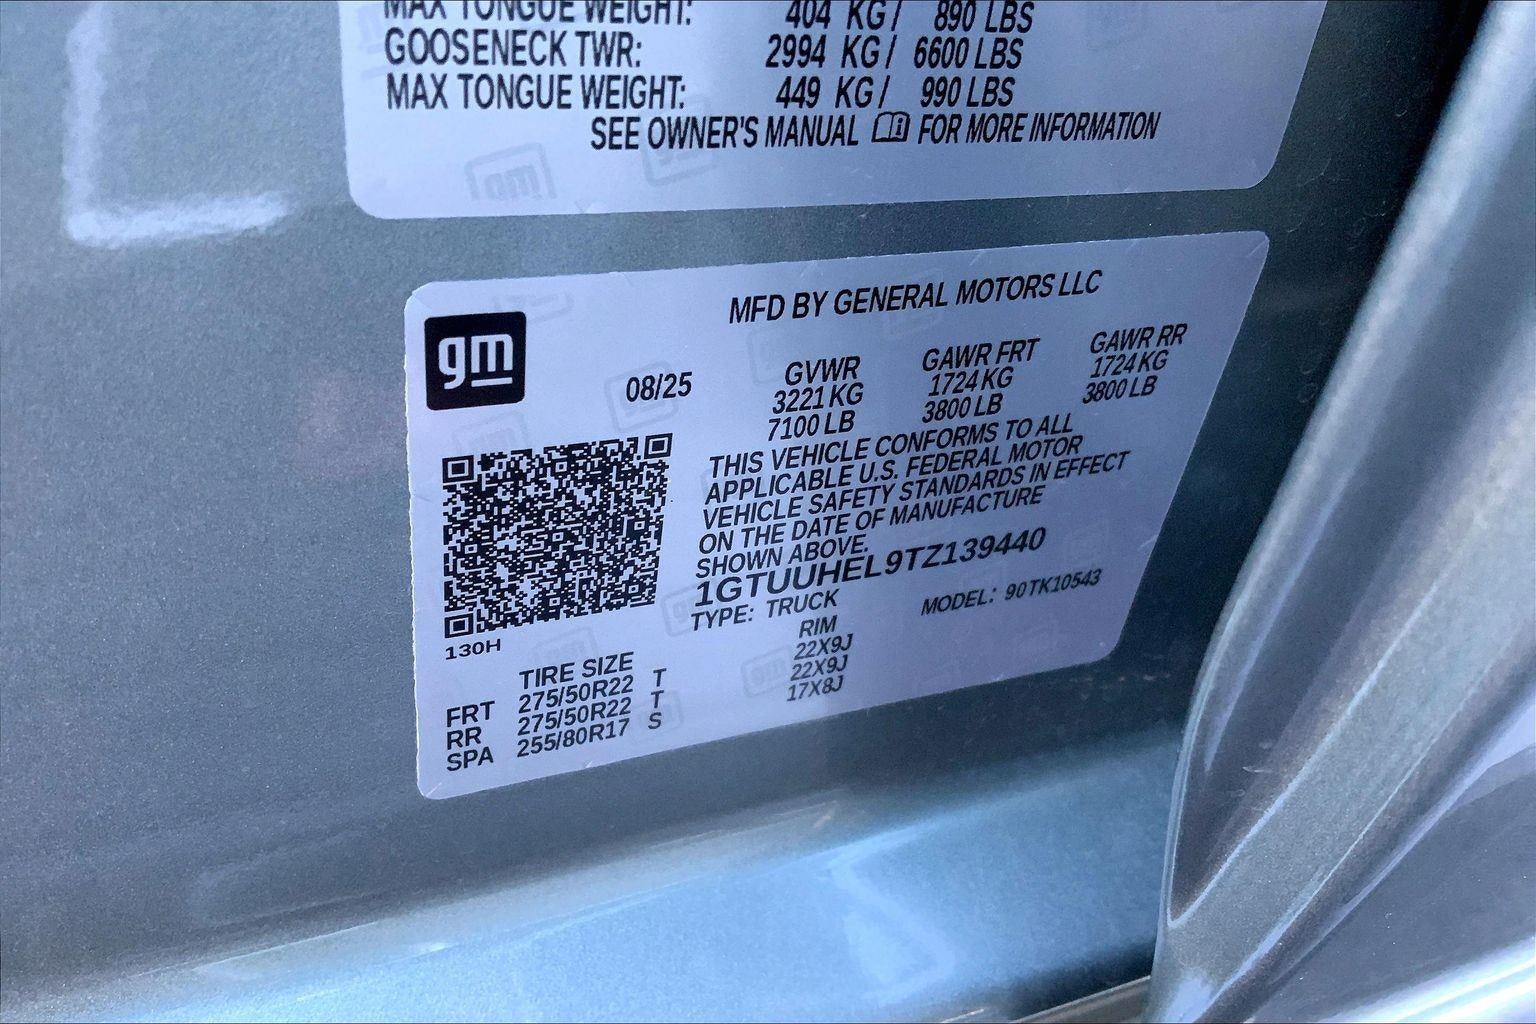 MAX TONGUE WEIGHT: 404 KG/ 890 LBS
GOOSENECK TWR: 2994 KG/ 6600 LBS
MAX TONGUE WEIGHT: 449 KG/ 990 LBS
SEE OWNER'S MANUAL FOR MORE INFORMATION
gm
MFD BY GENERAL MOTORS LLC
08/25 GVWR GAWR FRT GAWR RR
3221 KG 1724 KG 1724 KG
7100 LB 3800 LB 3800 LB
THIS VEHICLE CONFORMS TO ALL
APPLICABLE U.S. FEDERAL MOTOR
VEHICLE SAFETY STANDARDS IN EFFECT
ON THE DATE OF MANUFACTURE
SHOWN ABOVE.
1GTUUHEL9TZ139440
TYPE: TRUCK MODEL: 90TK10543
130H
TIRE SIZE RIM
FRT 275/50R22 T 22X9J
RR 275/50R22 T 22X9J
SPA 255/80R17 S 17X8J